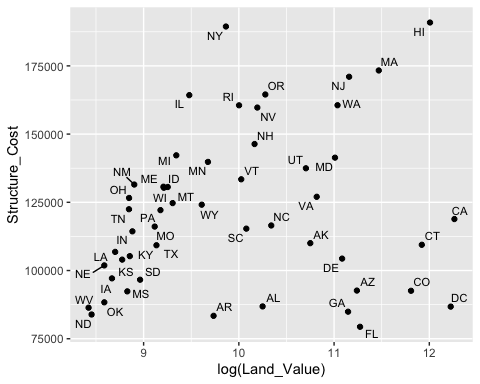 NY
HI
MA
NJ
175000
IL
RI
OR
WA
NV
150000
NH
MI
MN
UT
MD
NM
ME
ID
VT
OH
WI
MT
VA
125000
WY
CA
TN
PA
NC
MO
SC
AK
CT
IN
KY
TX
LA
DE
100000
NE
KS
SD
AZ
CO
IA
MS
DC
WV
OK
AR
AL
GA
ND
FL
75000
9
10
11
12
log(Land_Value)
Structure_Cost